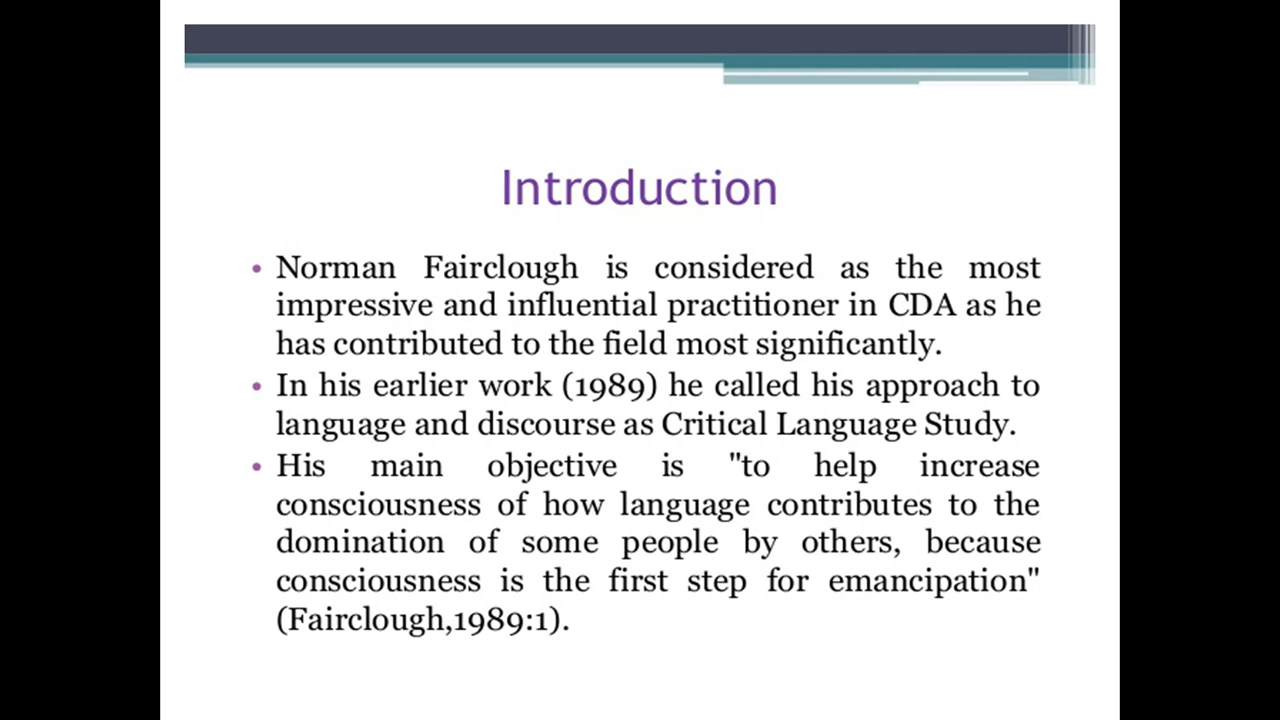 Introduction
• Norman Fairclough is considered as the most
impressive and influential practitioner in CDA as he
has contributed to the field most significantly.
• In his earlier work (1989) he called his approach to
language and discourse as Critical Language Study.
• His main objective is "to help increase
consciousness of how language contributes to the
domination of some people by others, because
consciousness is the first step for emancipation"
(Fairclough,1989:1).